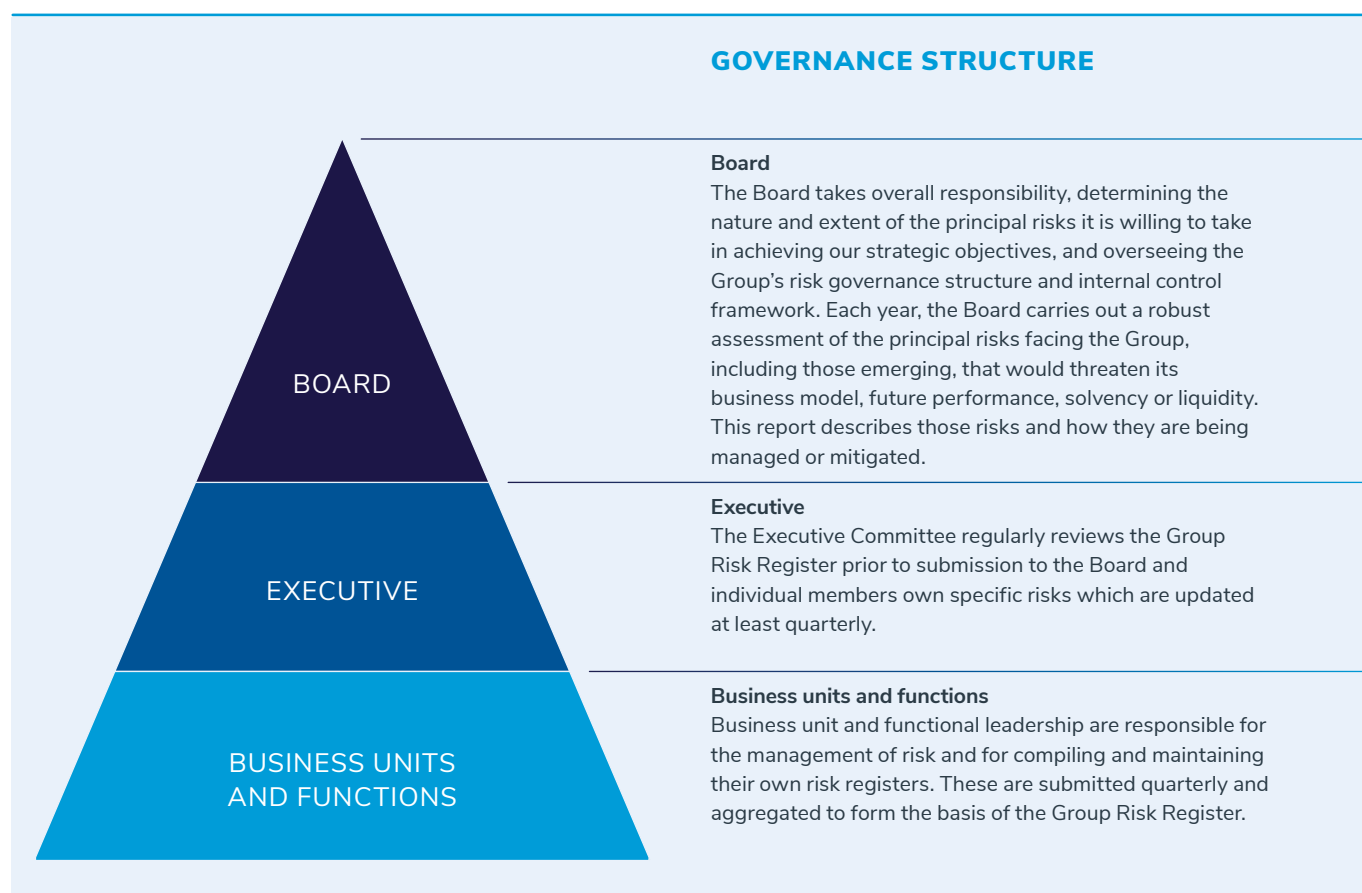 GOVERNANCE STRUCTURE
BOARD
EXECUTIVE
BUSINESS UNITS
AND FUNCTIONS
Board
The Board takes overall responsibility, determining the
nature and extent of the principal risks it is willing to take
in achieving our strategic objectives, and overseeing the
Group’s risk governance structure and internal control
framework. Each year, the Board carries out a robust
assessment of the principal risks facing the Group,
including those emerging, that would threaten its
business model, future performance, solvency or liquidity.
This report describes those risks and how they are being
managed or mitigated.
Executive
The Executive Committee regularly reviews the Group
Risk Register prior to submission to the Board and
individual members own specific risks which are updated
at least quarterly.
Business units and functions
Business unit and functional leadership are responsible for
the management of risk and for compiling and maintaining
their own risk registers. These are submitted quarterly and
aggregated to form the basis of the Group Risk Register.